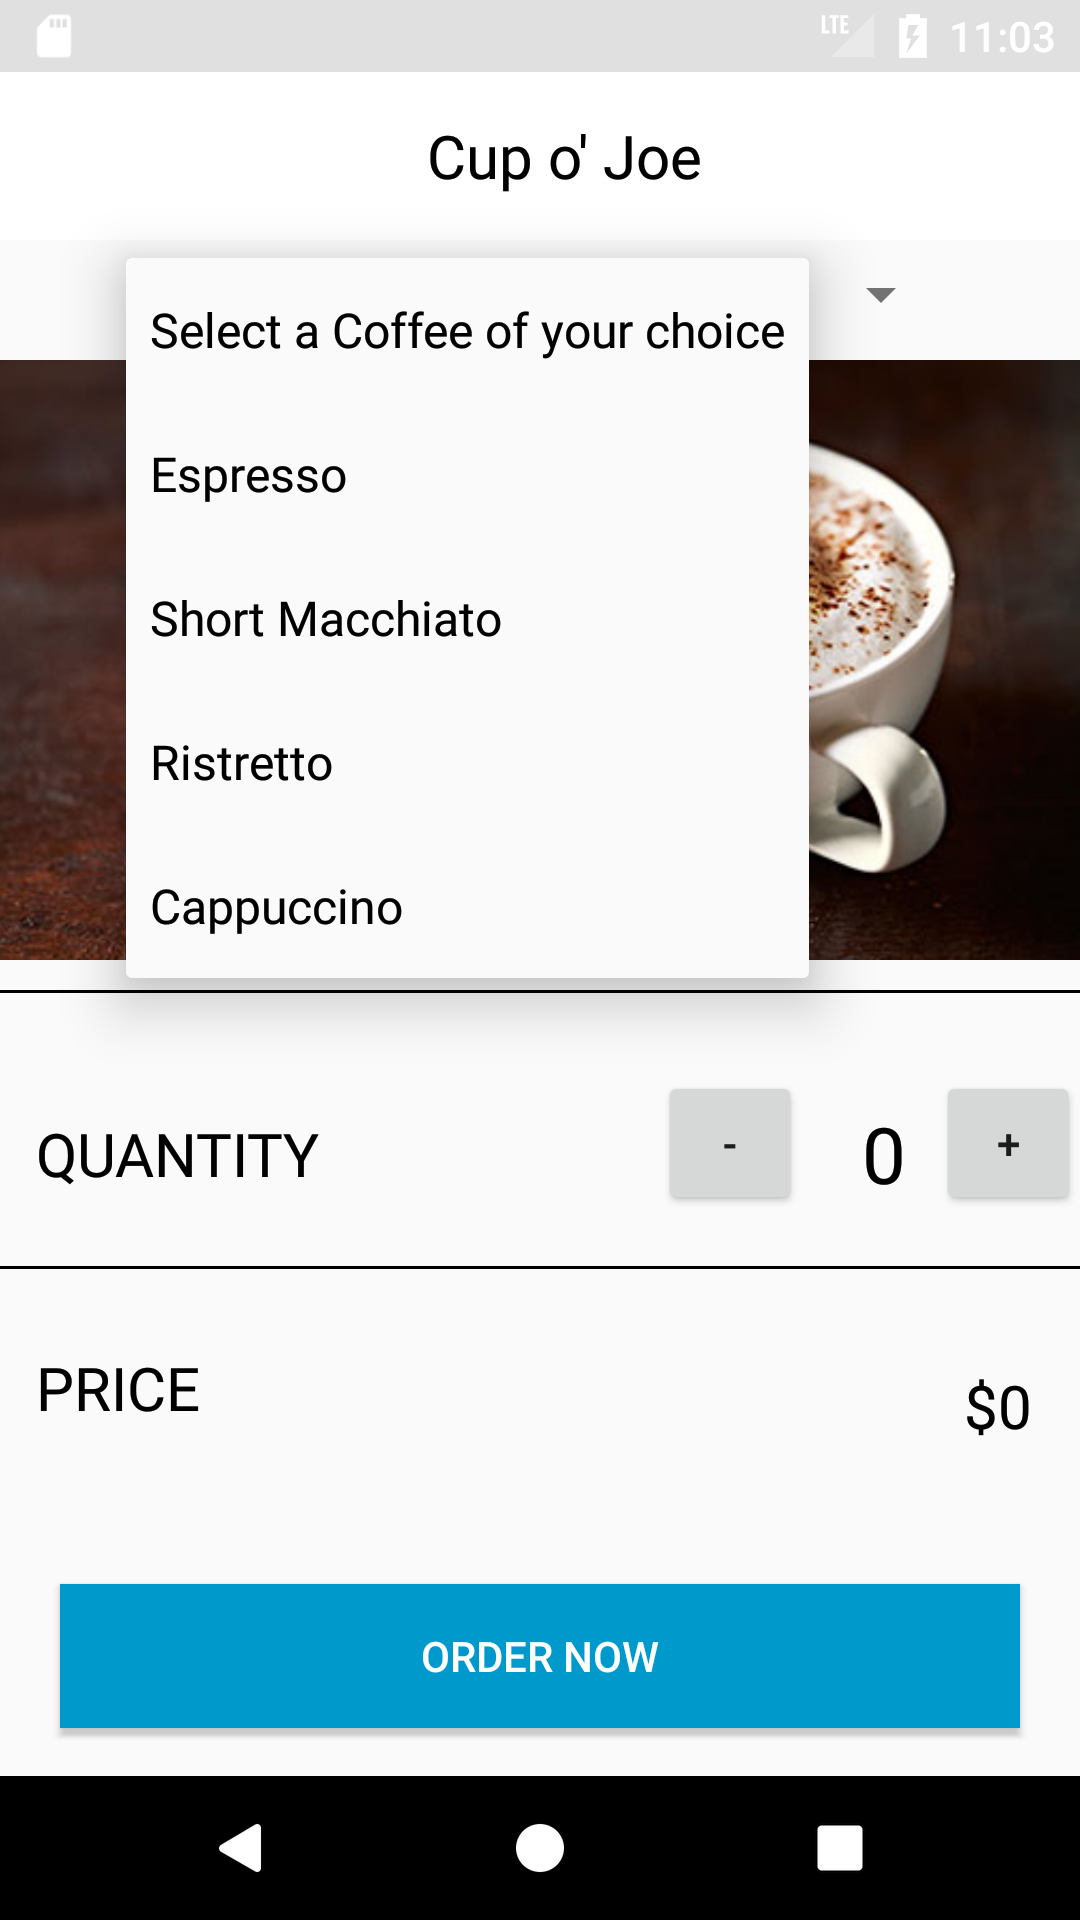 LTE 11:03
Cup o' Joe
Select a Coffee of your choice
Espresso
Short Macchiato
Ristretto
Cappuccino
QUANTITY - 0 +
PRICE $0
ORDER NOW